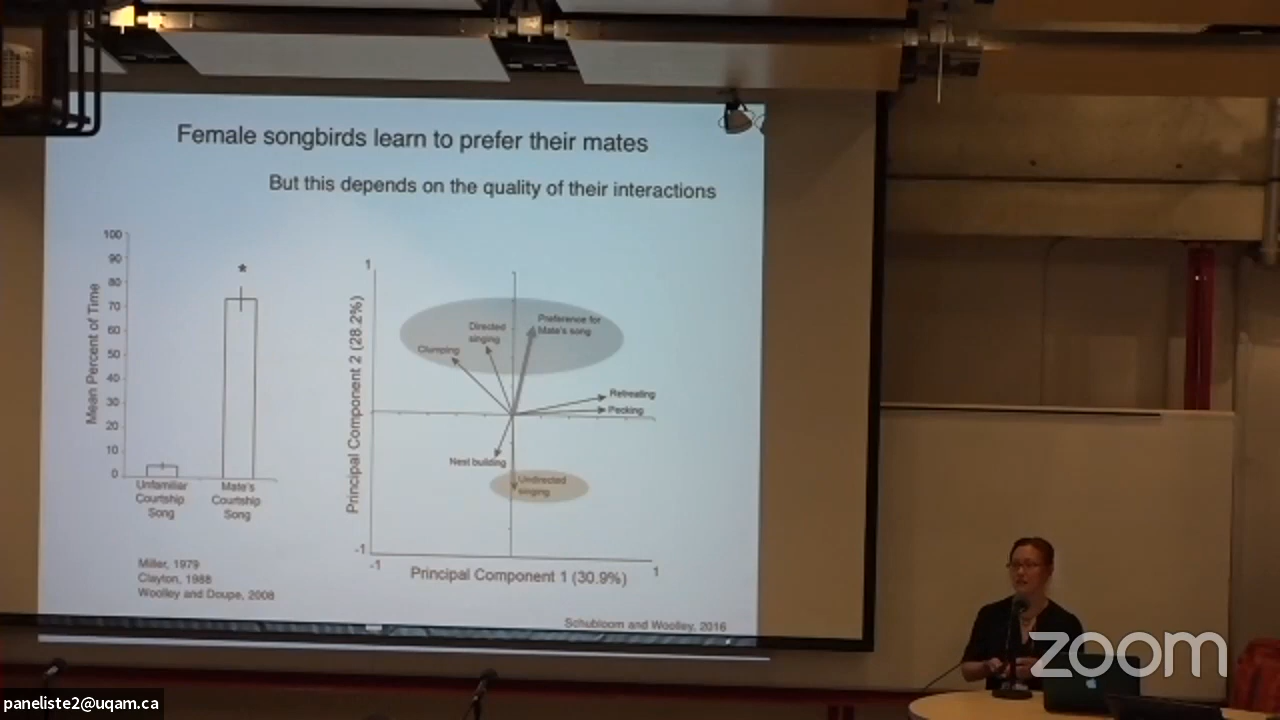 Female songbirds learn to prefer their mates
But this depends on the quality of their interactions
100
90
80
70
60
50
40
30
20
10
0
Mean Percent of Time
*
Unfamiliar
Courtship
Song
Mate's
Courtship
Song
Miller, 1979
Clayton, 1988
Woolley and Doupe, 2008
1
Principal Component 2 (28.2%)
-1
-1
Principal Component 1 (30.9%)
1
Clumping
Directed
singing
Preference for
Mate's song
Retreating
Pecking
Nest building
Undirected
singing
Schubloom and Woolley, 2016
zoom
paneliste2@uqam.ca